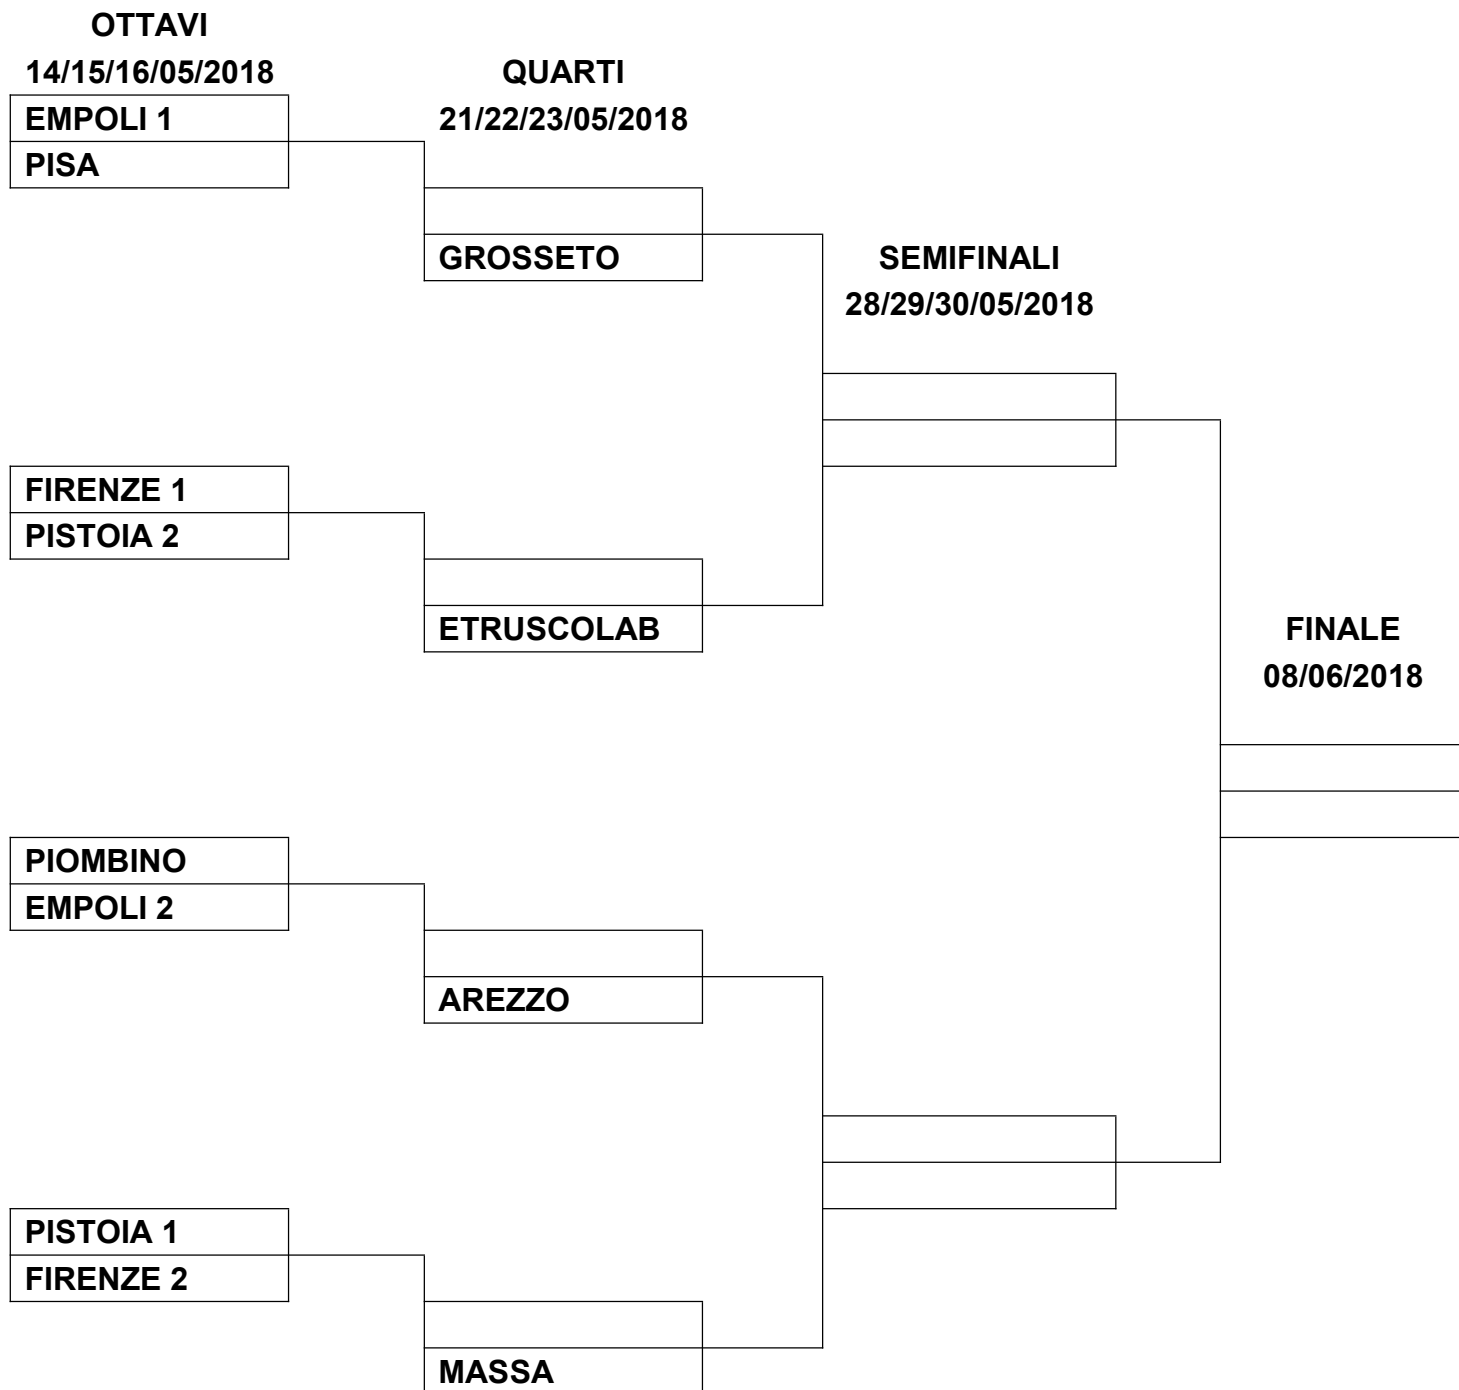 OTTAVI
14/15/16/05/2018
QUARTI
EMPOLI 1
21/22/23/05/2018
PISA
GROSSETO
SEMIFINALI
28/29/30/05/2018
FIRENZE 1
PISTOIA 2
ETRUSCOLAB
FINALE
08/06/2018
PIOMBINO
EMPOLI 2
AREZZO
PISTOIA 1
FIRENZE 2
MASSA